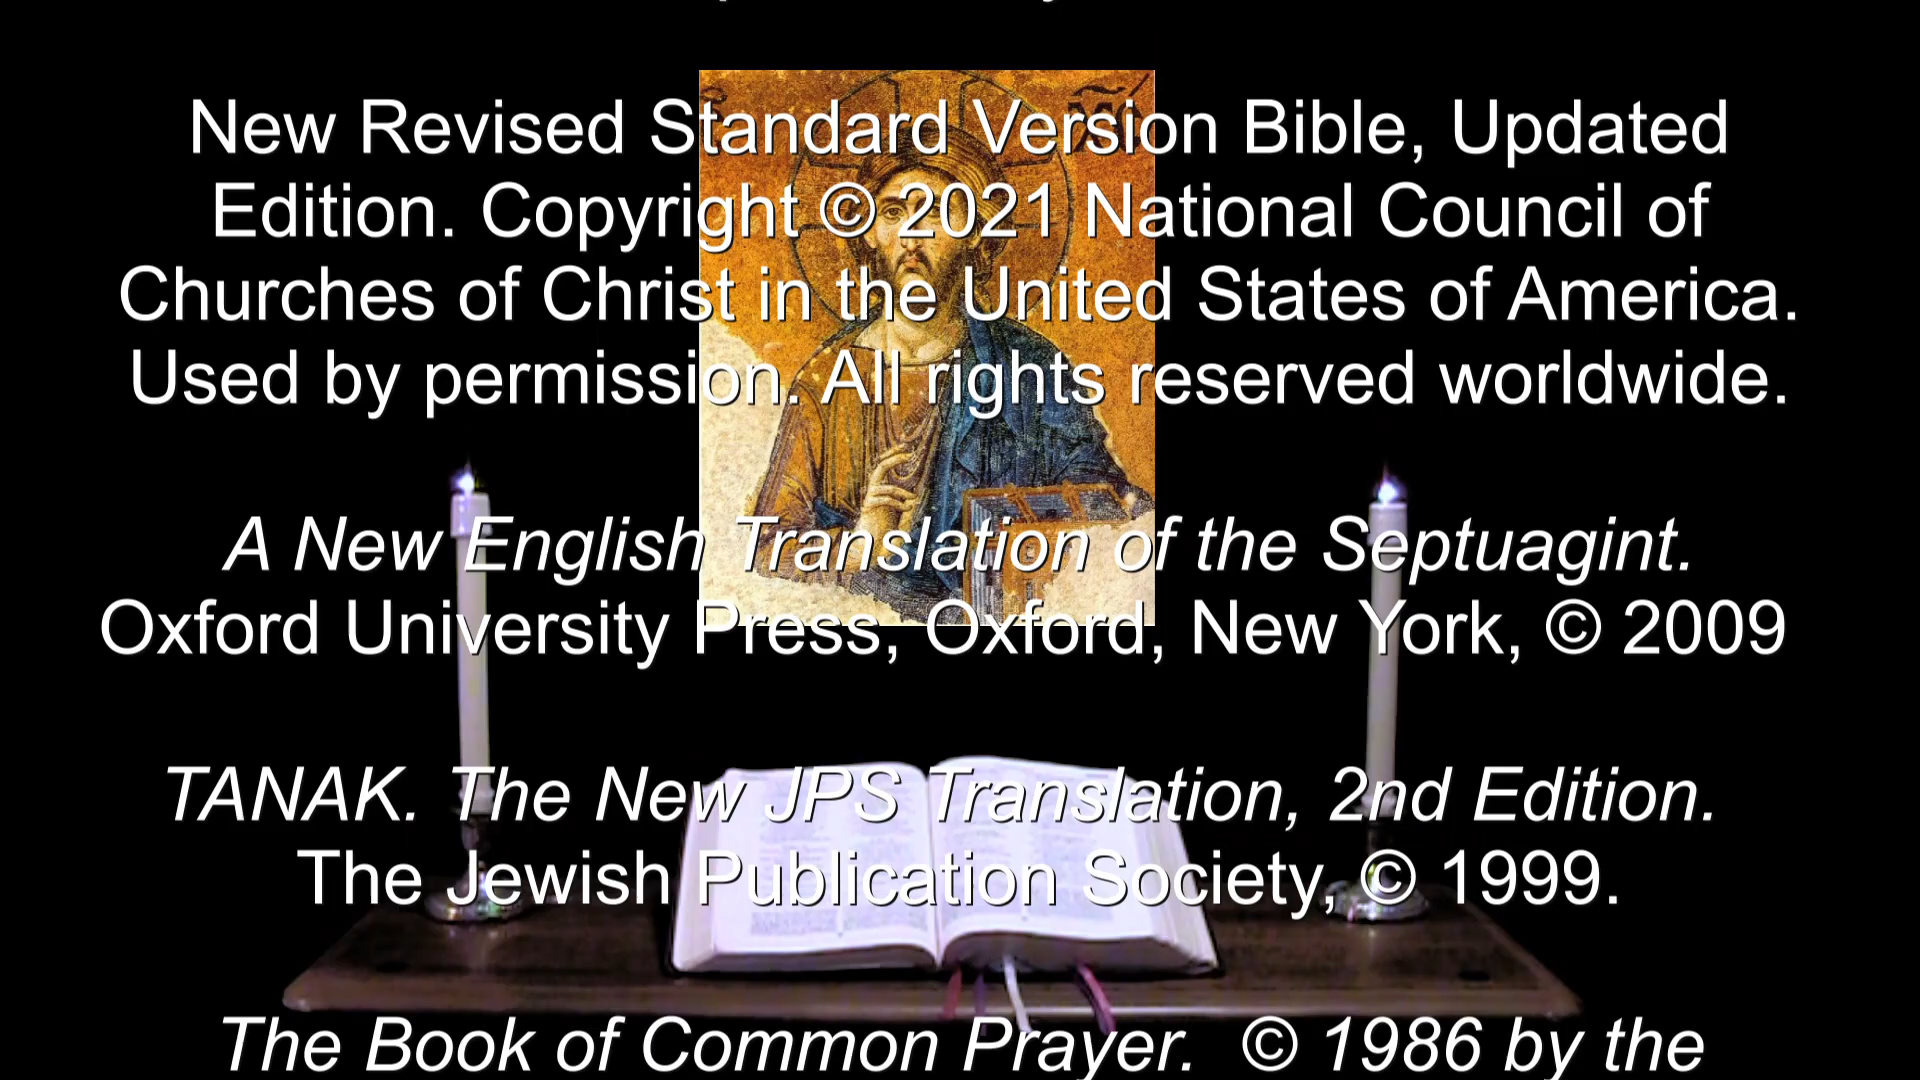 New Revised Standard Version Bible, Updated
Edition. Copyright © 2021 National Council of
Churches of Christ in the United States of America.
Used by permission. All rights reserved worldwide.
A New English Translation of the Septuagint.
Oxford University Press, Oxford, New York, © 2009
TANAK. The New JPS Translation, 2nd Edition.
The Jewish Publication Society, © 1999.
The Book of Common Prayer. © 1986 by the